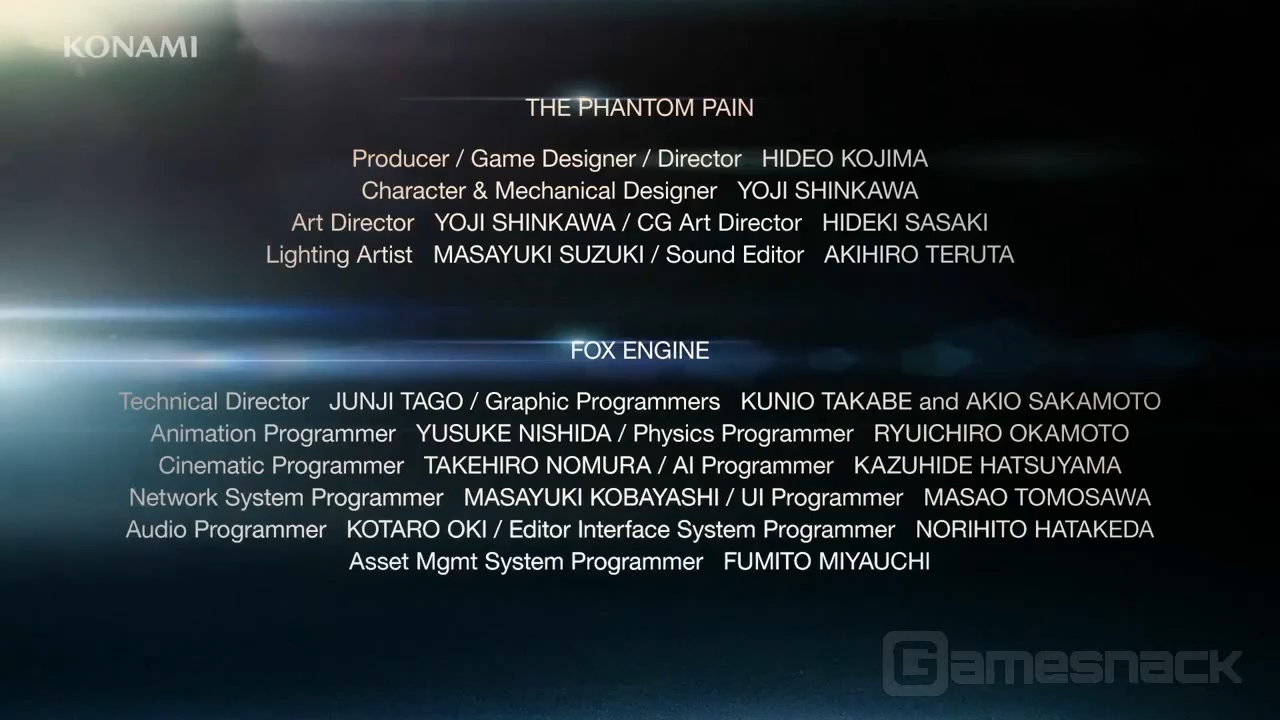 KONAMI
THE PHANTOM PAIN
Producer / Game Designer / Director HIDEO KOJIMA
Character & Mechanical Designer YOJI SHINKAWA
Art Director YOJI SHINKAWA / CG Art Director HIDEKI SASAKI
Lighting Artist MASAYUKI SUZUKI / Sound Editor AKIHIRO TERUTA
FOX ENGINE
Technical Director JUNJI TAGO / Graphic Programmers KUNIO TAKABE and AKIO SAKAMOTO
Animation Programmer YUSUKE NISHIDA / Physics Programmer RYUICHIRO OKAMOTO
Cinematic Programmer TAKEHIRO NOMURA / AI Programmer KAZUHIDE HATSUYAMA
Network System Programmer MASAYUKI KOBAYASHI / UI Programmer MASAO TOMOSAWA
Audio Programmer KOTARO OKI / Editor Interface System Programmer NORIHITO HATAKEDA
Asset Mgmt System Programmer FUMITO MIYAUCHI
Gamesnack